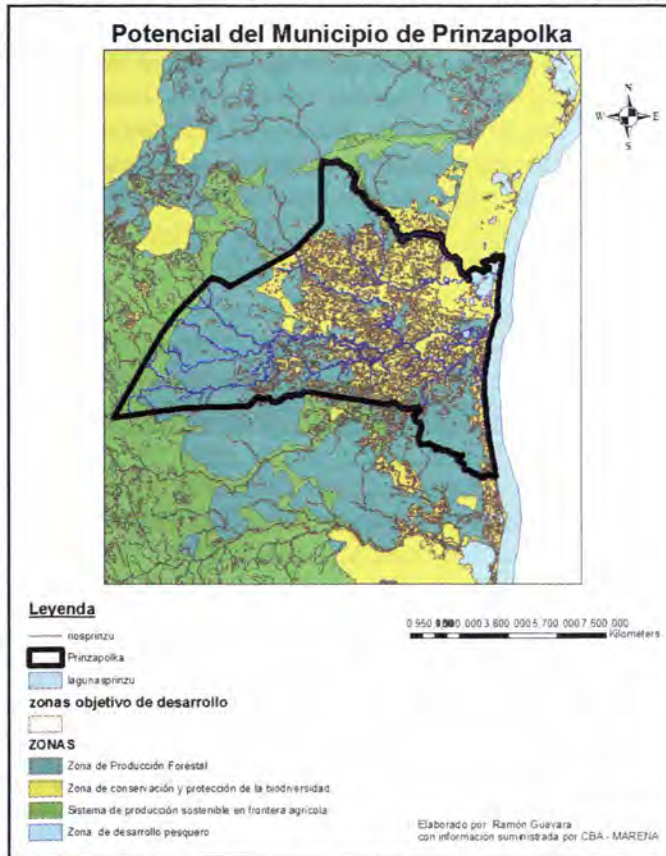 Potencial del Municipio de Prinzapolka
N
W E
S
Leyenda
riosprinzu
Prinzapolka
lagunasprinzu
zonas objetivo de desarrollo
ZONAS
Zona de Producción Forestal
Zona de conservación y protección de la biodiversidad
Sistema de producción sostenible en frontera agrícola
Zona de desarrollo pesquero
Kilometers
Elaborado por Ramón Guevara
con información suministrada por CBA - MARENA